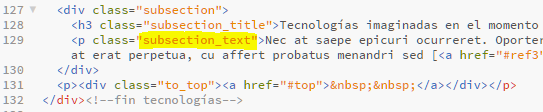 127 <div class="subsection">
128 <h3 class="subsection_title">Tecnologías imaginadas en el momento
129 <p class="subsection_text">Nec at saepe epicuri ocurreret. Oporter
at erat perpetua, cu affert probatus menandri sed [<a href="#ref3"
130 </div>
131 <p><div class="to_top"><a href="#top">&nbsp;&nbsp;</a></div></p>
132 </div><!--fin tecnologías-->